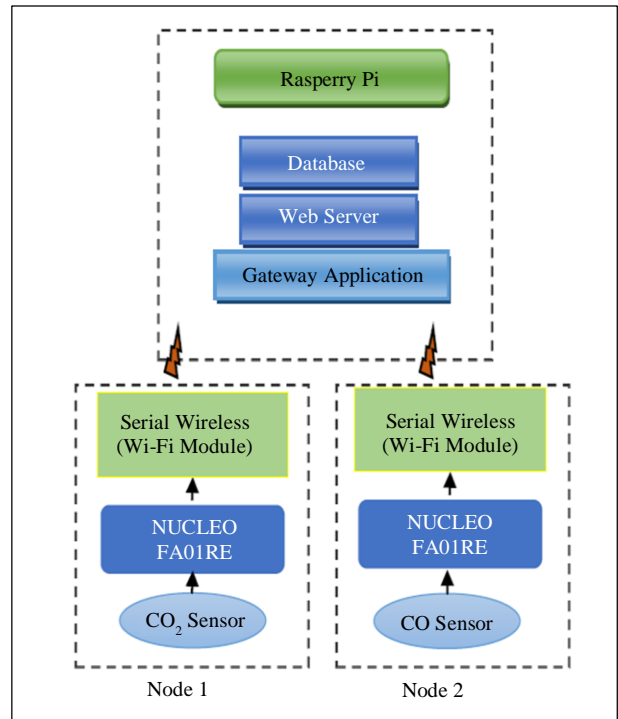 Rasperry Pi
Database
Web Server
Gateway Application
Serial Wireless
(Wi-Fi Module)
NUCLEO
FA01RE
CO₂ Sensor
Node 1
Serial Wireless
(Wi-Fi Module)
NUCLEO
FA01RE
CO Sensor
Node 2